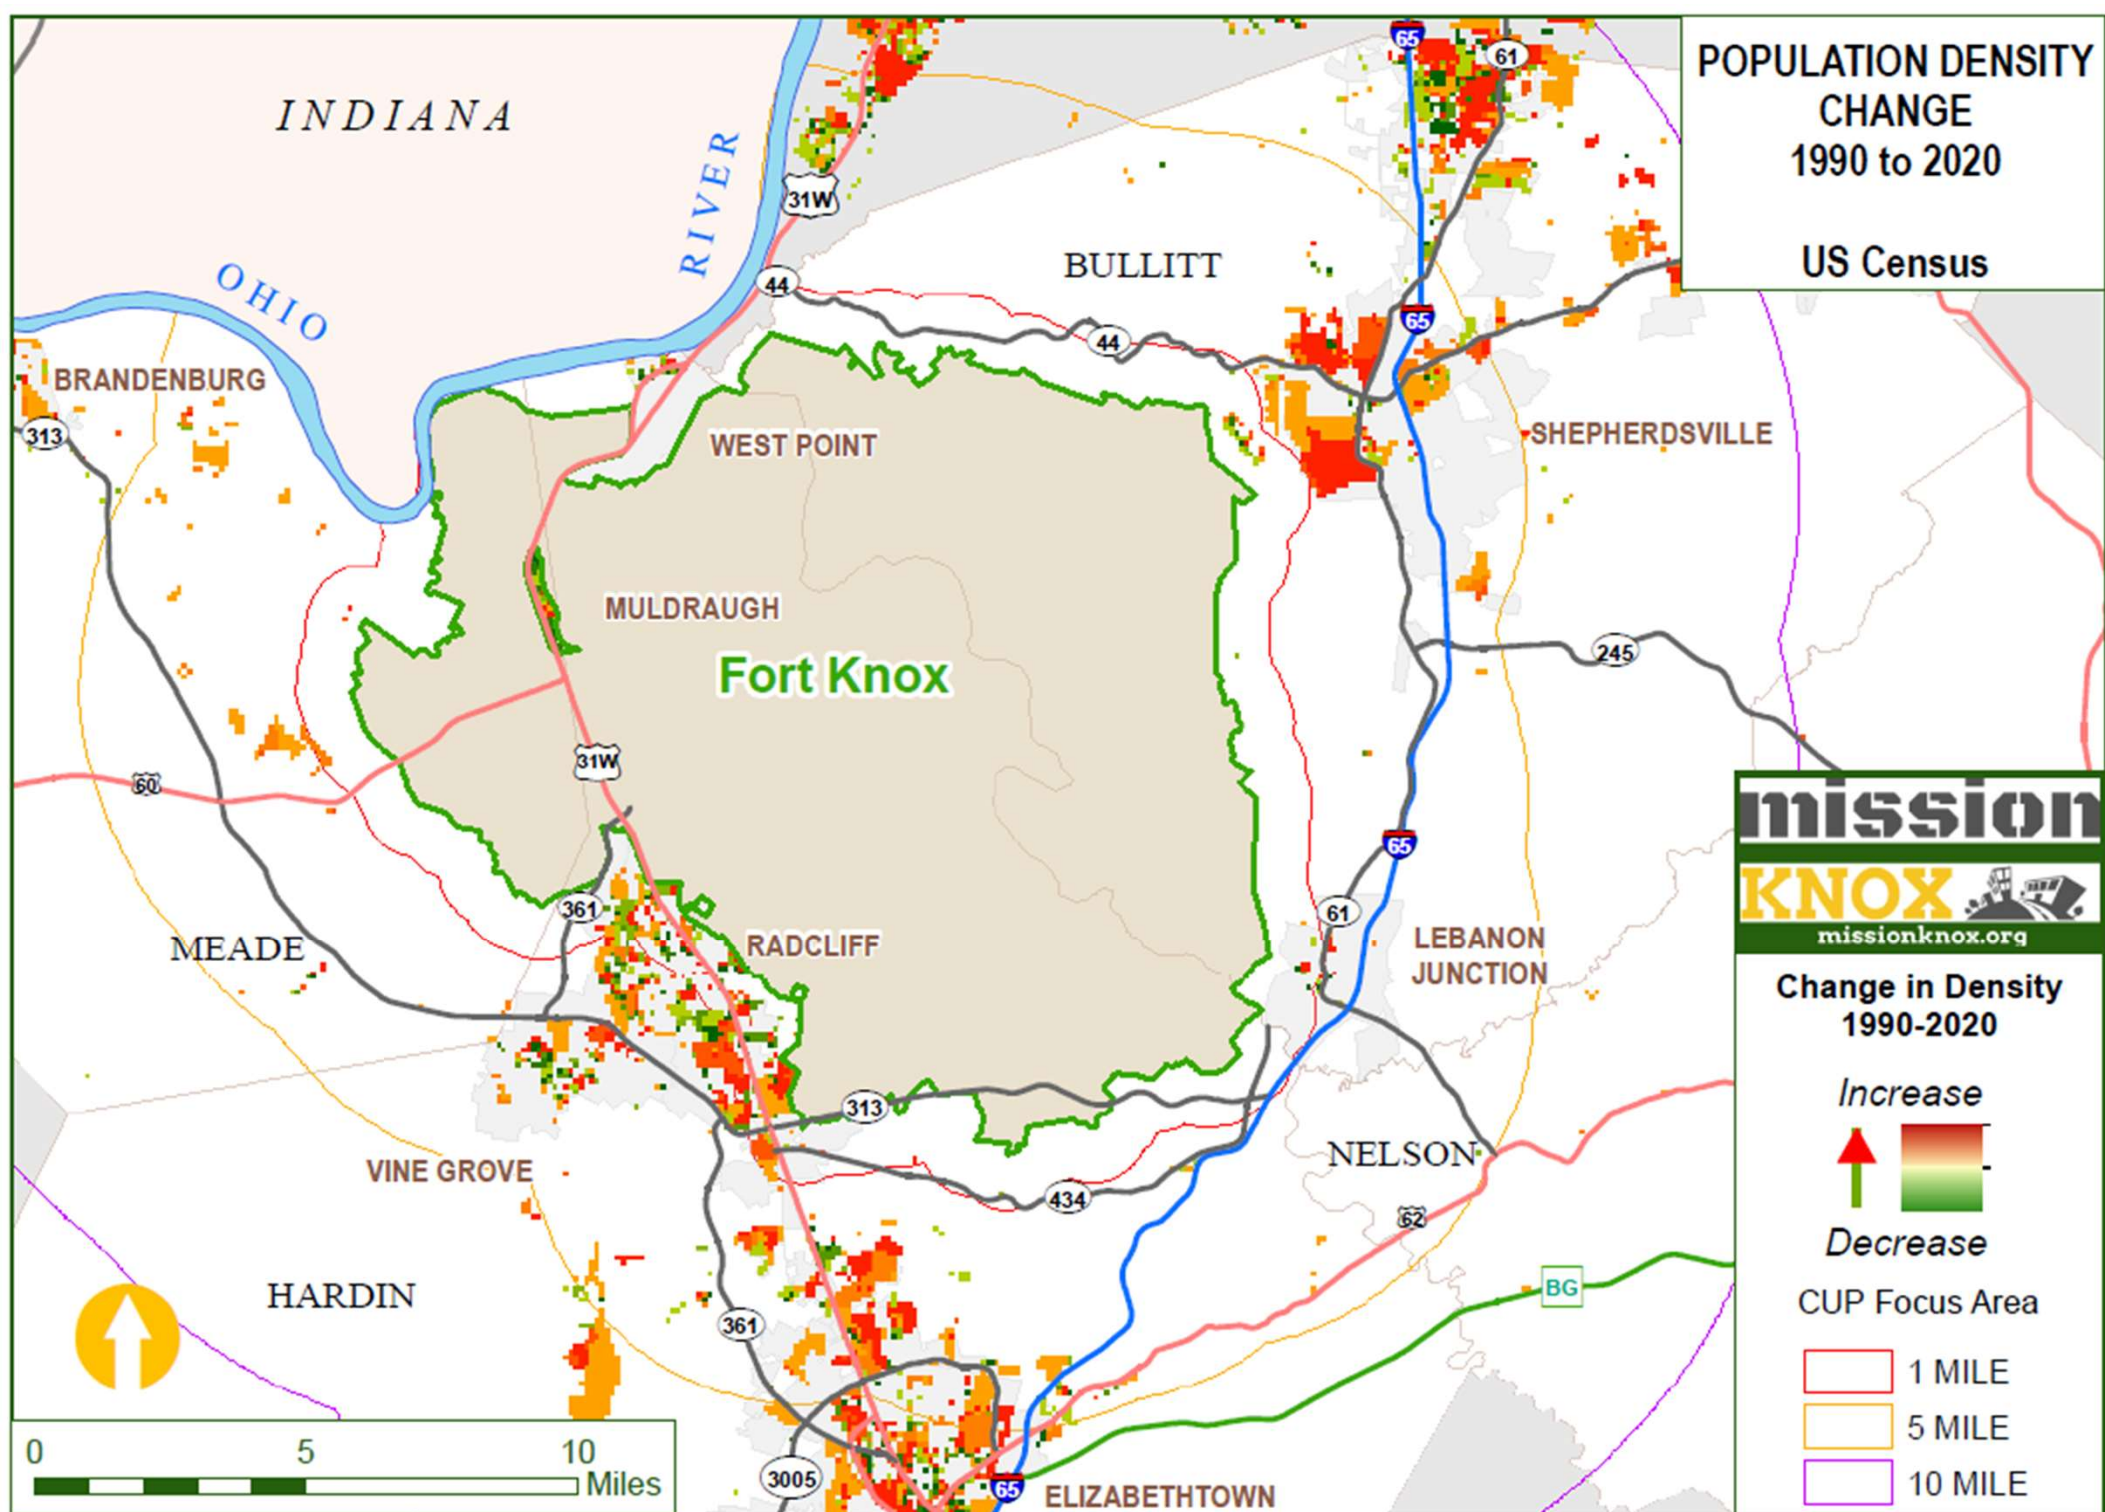 POPULATION DENSITY
CHANGE
1990 to 2020
US Census
INDIANA
OHIO
RIVER
65
61
31W
BULLITT
44
44
65
BRANDENBURG
313
WEST POINT
SHEPHERDSVILLE
MULDRAUGH
Fort Knox
245
31W
60
65
361
61
MEADE
RADCLIFF
LEBANON
JUNCTION
313
VINE GROVE
NELSON
434
62
HARDIN
BG
361
3005
65
ELIZABETHTOWN
0 5 10
Miles
mission
KNOX
missionknox.org
Change in Density
1990-2020
Increase
Decrease
CUP Focus Area
1 MILE
5 MILE
10 MILE